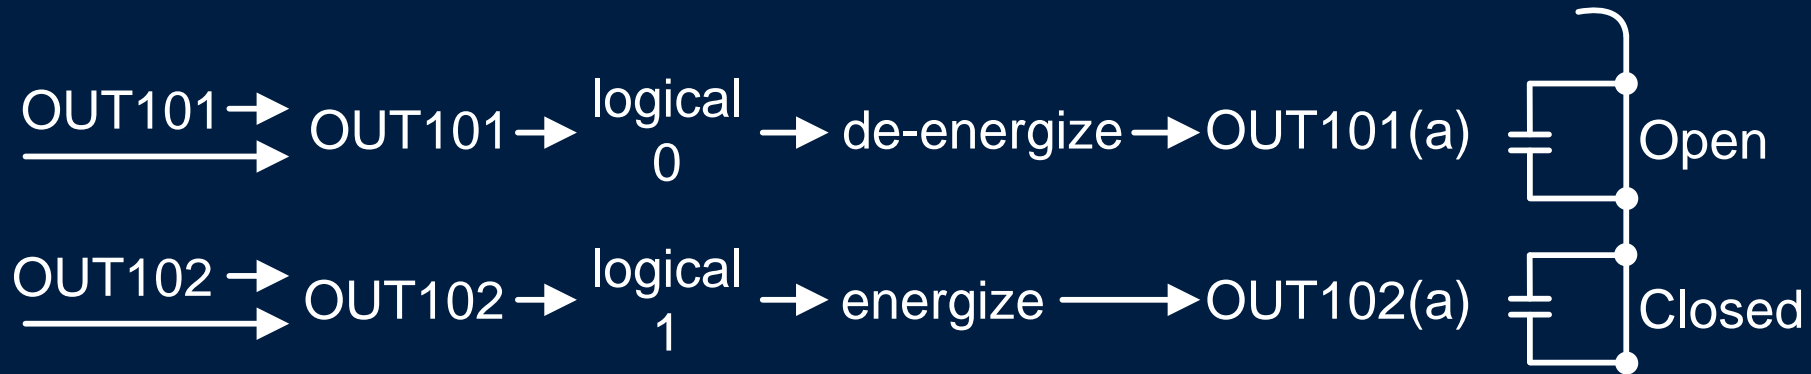 OUT101
OUT101
logical
0
de-energize
OUT101(a)
Open
OUT102
OUT102
logical
1
energize
OUT102(a)
Closed